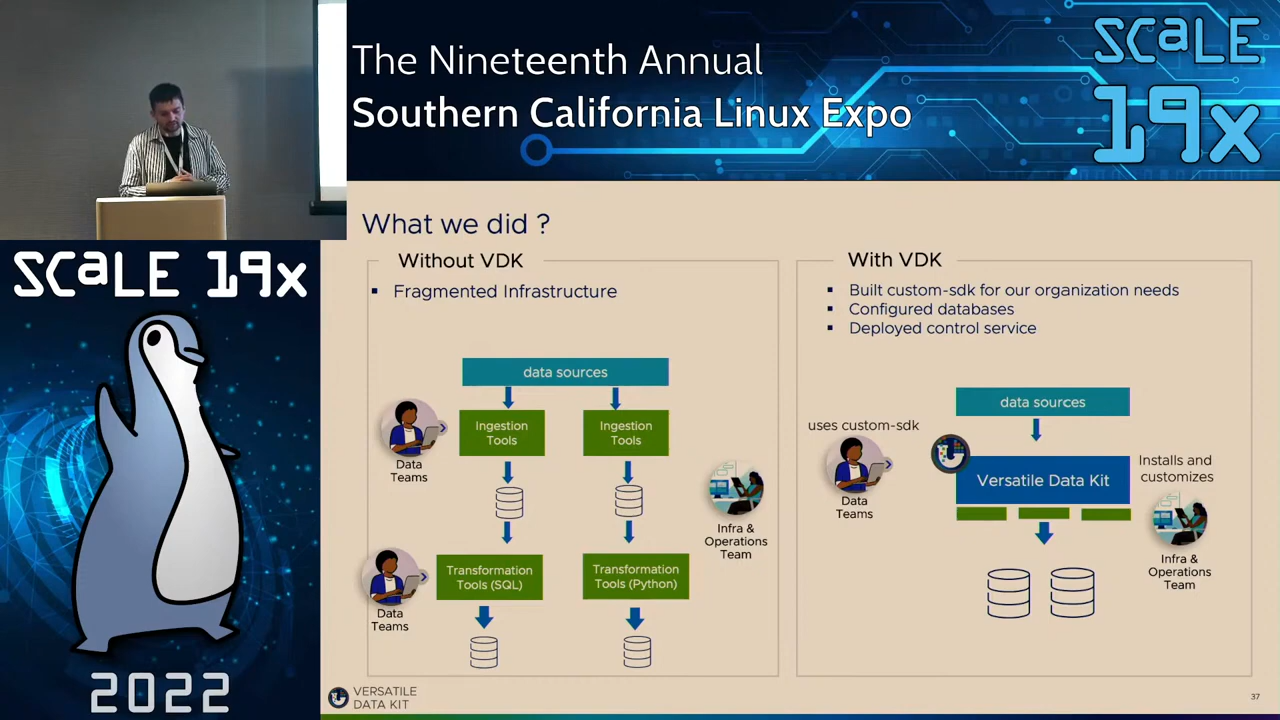 The Nineteenth Annual
Southern California Linux Expo
SCaLE
19x
SCaLE 19x
2022
What we did ?
Without VDK
Fragmented Infrastructure
data sources
Ingestion
Tools
Ingestion
Tools
Data
Teams
Infra &
Operations
Team
Transformation
Tools (SQL)
Transformation
Tools (Python)
Data
Teams
With VDK
Built custom-sdk for our organization needs
Configured databases
Deployed control service
data sources
uses custom-sdk
Data
Teams
Versatile Data Kit
Installs and
customizes
Infra &
Operations
Team
VERSATILE
DATA KIT
37